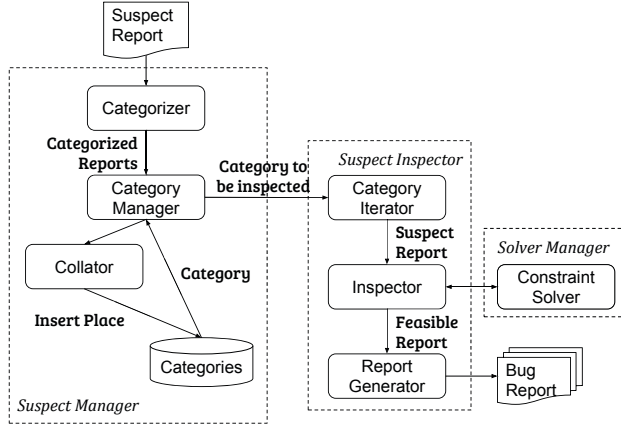 Suspect
Report
Categorizer
Categorized
Reports
Category to
be inspected
Suspect Inspector
Category
Manager
Category
Iterator
Suspect
Report
Solver Manager
Collator
Category
Inspector
Constraint
Solver
Insert Place
Feasible
Report
Categories
Report
Generator
Bug
Report
Suspect Manager